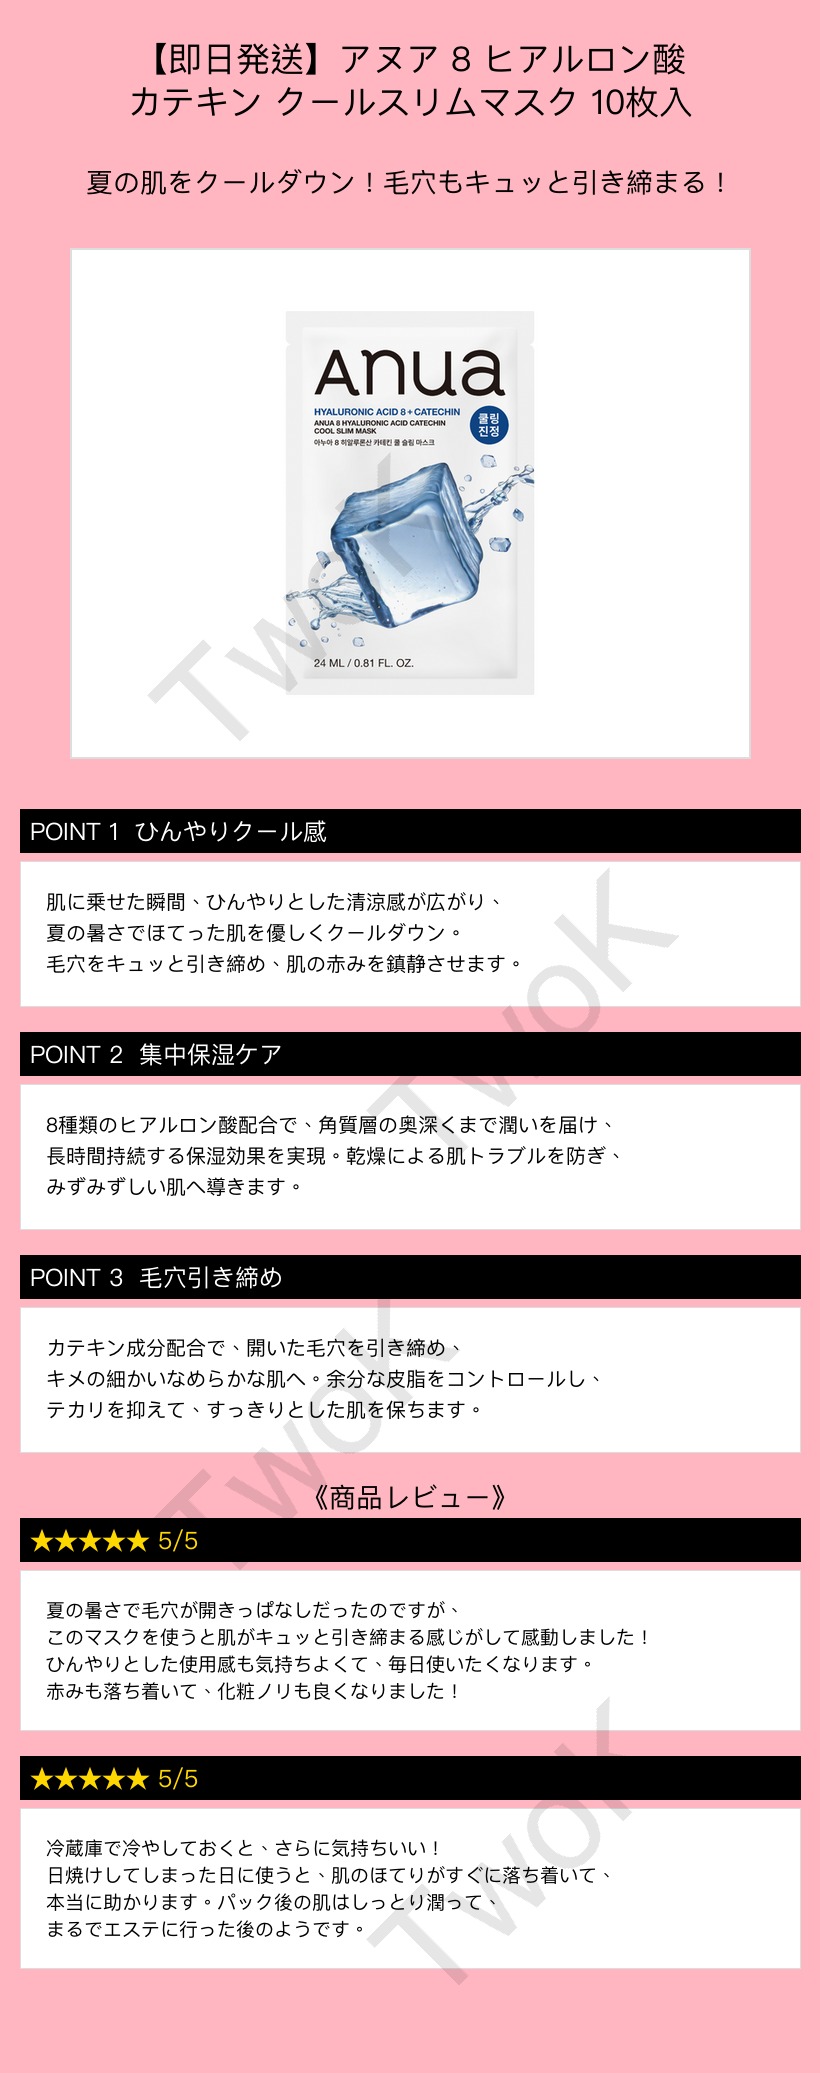 【即日発送】アヌア 8 ヒアルロン酸
カテキン クールスリムマスク 10枚入
夏の肌をクールダウン！毛穴もキュッと引き締まる！
Anua
HYALURONIC ACID 8 + CATECHIN
ANUA 8 HYALURONIC ACID CATECHIN
COOL SLIM MASK
아누아 8 히알루론산 카테킨 쿨 슬림 마스크
쿨링
진정
24 ML / 0.81 FL. OZ.
TwoK
POINT 1 ひんやりクール感
肌に乗せた瞬間、ひんやりとした清涼感が広がり、
夏の暑さでほてった肌を優しくクールダウン。
毛穴をキュッと引き締め、肌の赤みを鎮静させます。
TwoK
POINT 2 集中保湿ケア
8種類のヒアルロン酸配合で、角質層の奥深くまで潤いを届け、
長時間持続する保湿効果を実現。乾燥による肌トラブルを防ぎ、
みずみずしい肌へ導きます。
POINT 3 毛穴引き締め
カテキン成分配合で、開いた毛穴を引き締め、
キメの細かいなめらかな肌へ。余分な皮脂をコントロールし、
テカリを抑えて、すっきりとした肌を保ちます。
TwoK
《商品レビュー》
★★★★★ 5/5
夏の暑さで毛穴が開きっぱなしだったのですが、
このマスクを使うと肌がキュッと引き締まる感じがして感動しました！
ひんやりとした使用感も気持ちよくて、毎日使いたくなります。
赤みも落ち着いて、化粧ノリも良くなりました！
★★★★★ 5/5
冷蔵庫で冷やしておくと、さらに気持ちいい！
日焼けしてしまった日に使うと、肌のほてりがすぐに落ち着いて、
本当に助かります。パック後の肌はしっとり潤って、
まるでエステに行った後のようです。
TwoK